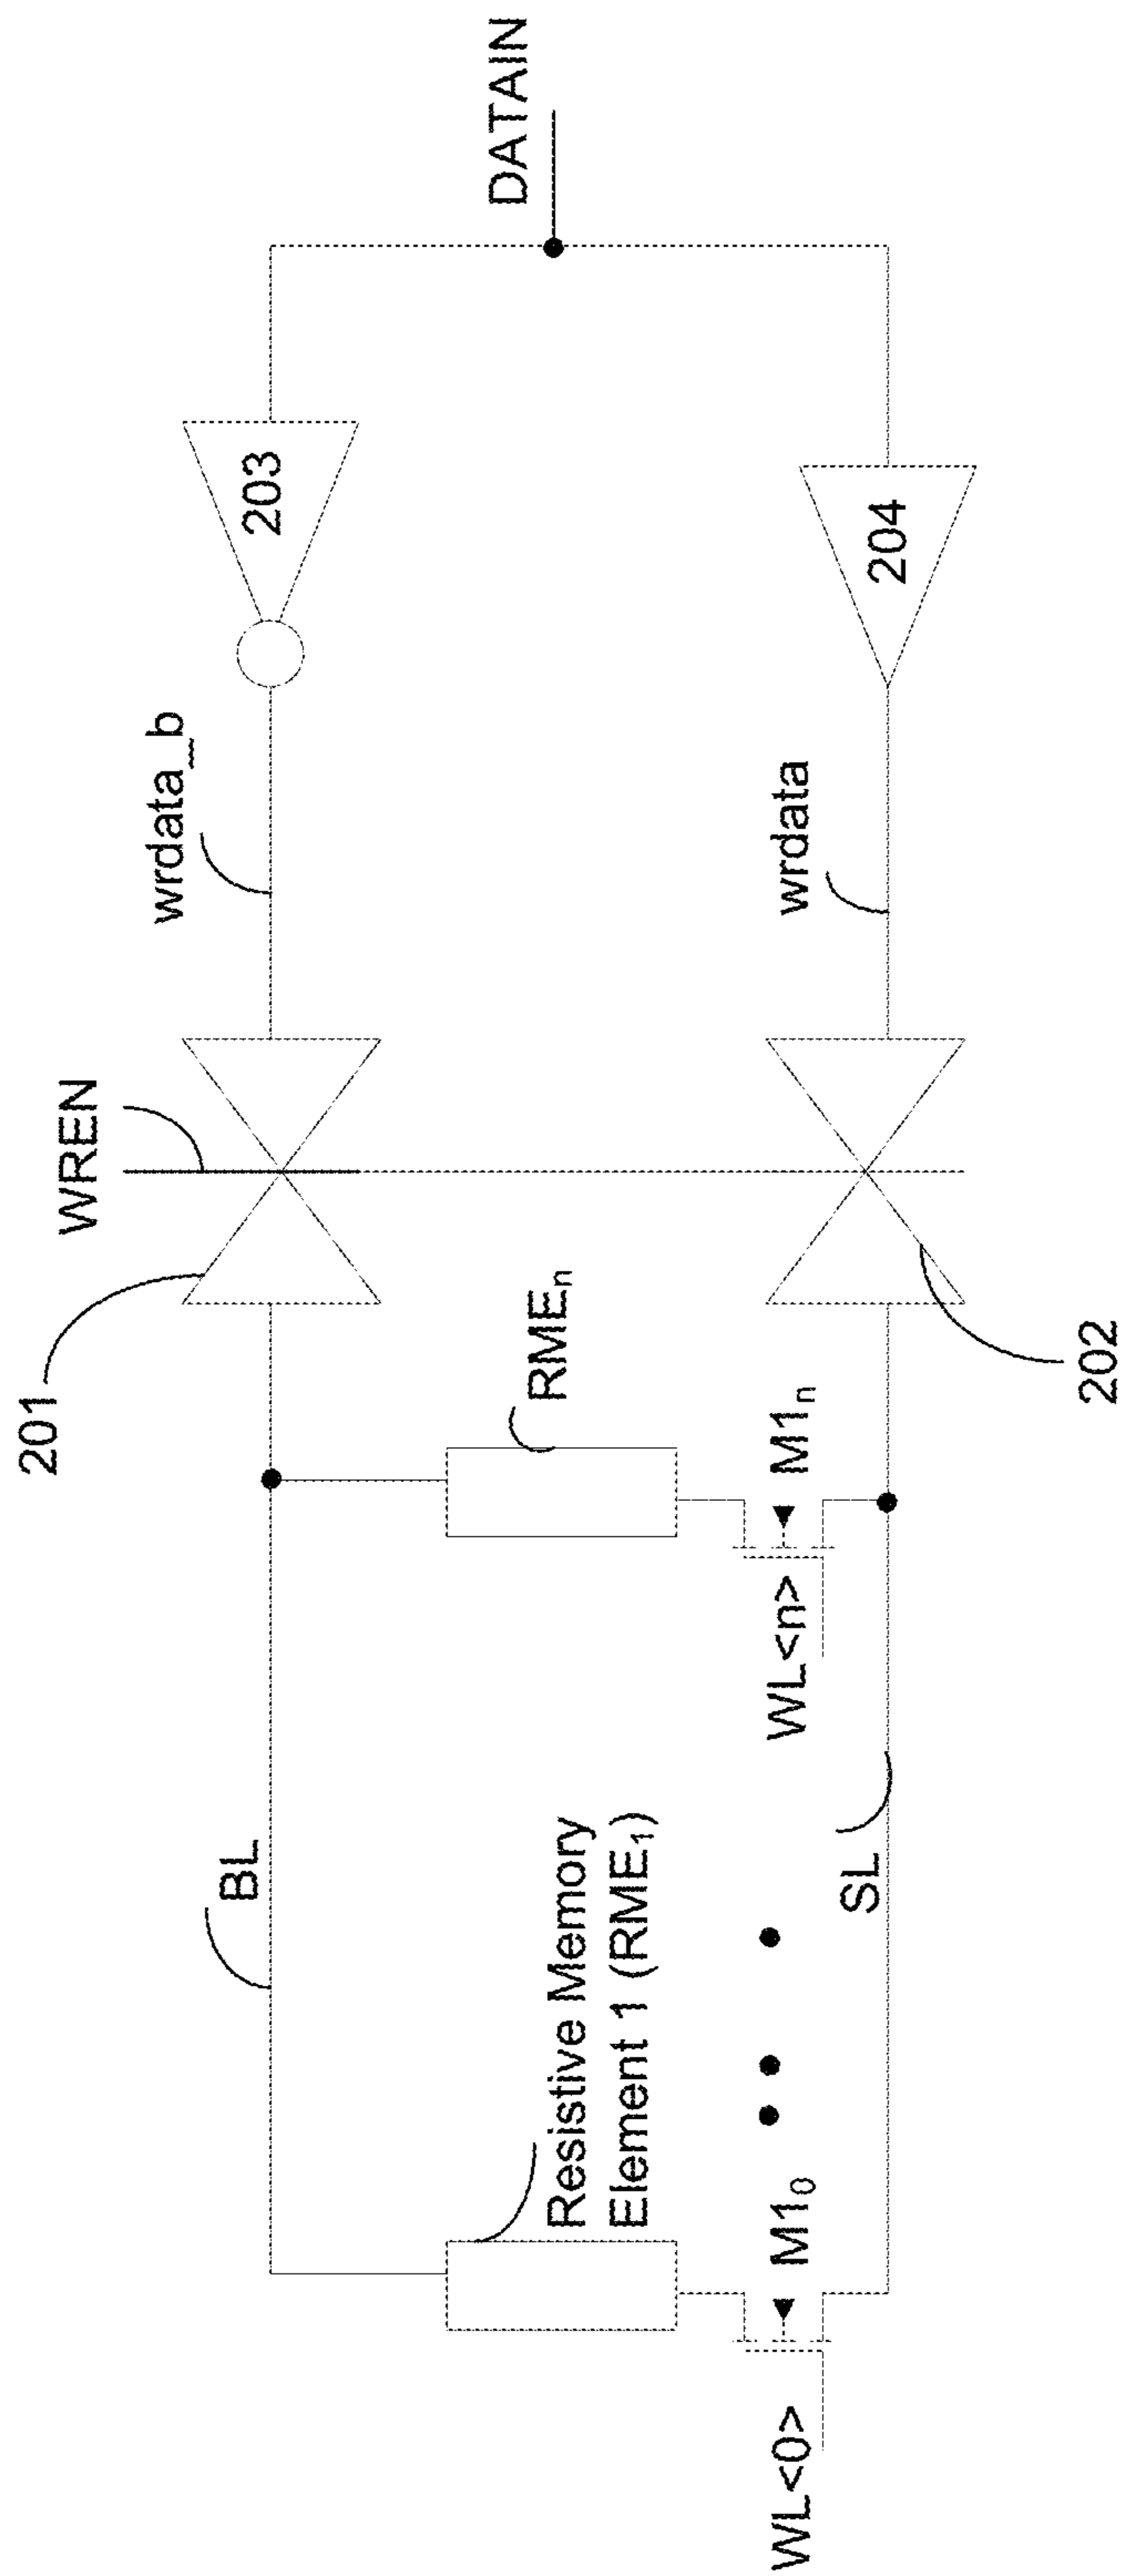 201
WREN
wrdata_b
BL
203
DATAIN
RMEₙ
Resistive Memory
Element 1 (RME₁)
WL<0>
M1₀
WL<n>
M1ₙ
wrdata
SL
204
202